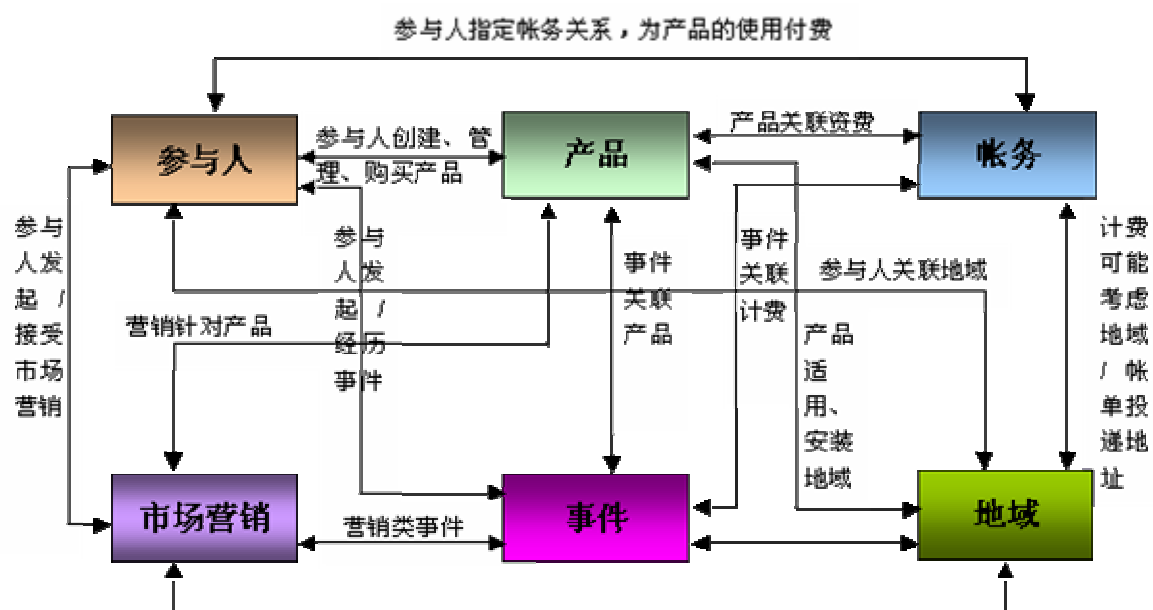 参与人指定帐务关系，为产品的使用付费
参与人
参与人创建、管
理、购买产品
产品
产品关联资费
帐务
参与
人发
起 /
接受
市场
营销
参与
人发
起 /
经历
事件
事件
关联
产品
事件
关联
计费
参与人关联地域
计费
可能
考虑
地域
/ 帐
单投
递地
址
营销针对产品
产品
适
用、
安装
地域
市场营销
营销类事件
事件
地域